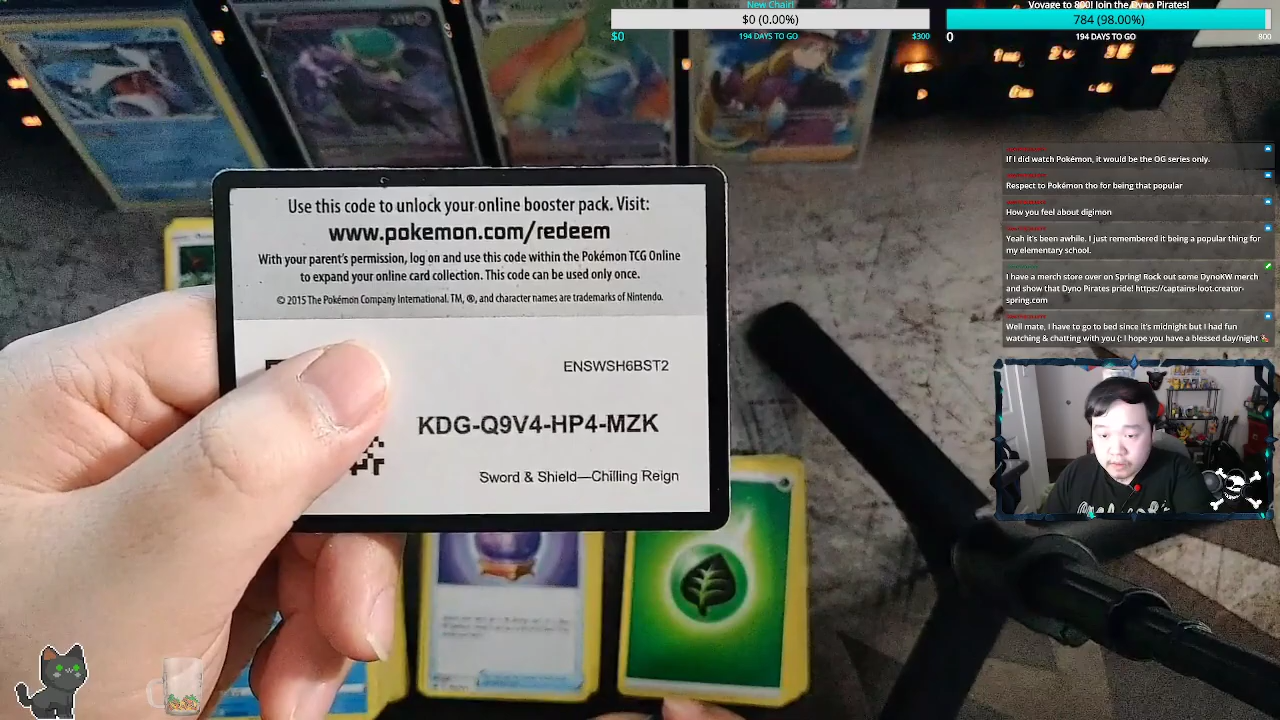 New Chair!
$0 (0.00%)
$0
194 DAYS TO GO
$300
Voyage to 800! Join the Dyno Pirates!
784 (98.00%)
0
194 DAYS TO GO
800
Use this code to unlock your online booster pack. Visit:
www.pokemon.com/redeem
With your parent's permission, log on and use this code within the Pokémon TCG Online
to expand your online card collection. This code can be used only once.
© 2015 The Pokémon Company International. TM, ®, and character names are trademarks of Nintendo.
ENSWSH6BST2
KDG-Q9V4-HP4-MZK
Sword & Shield—Chilling Reign
If I did watch Pokémon, it would be the OG series only.
Respect to Pokémon tho for being that popular
How you feel about digimon
Yeah it's been awhile. I just remembered it being a popular thing for
my elementary school.
I have a merch store over on Spring! Rock out some DynoKW merch
and show that Dyno Pirates pride! https://captains-loot.creator-
spring.com
Well mate, I have to go to bed since it's midnight but I had fun
watching & chatting with you (: I hope you have a blessed day/night